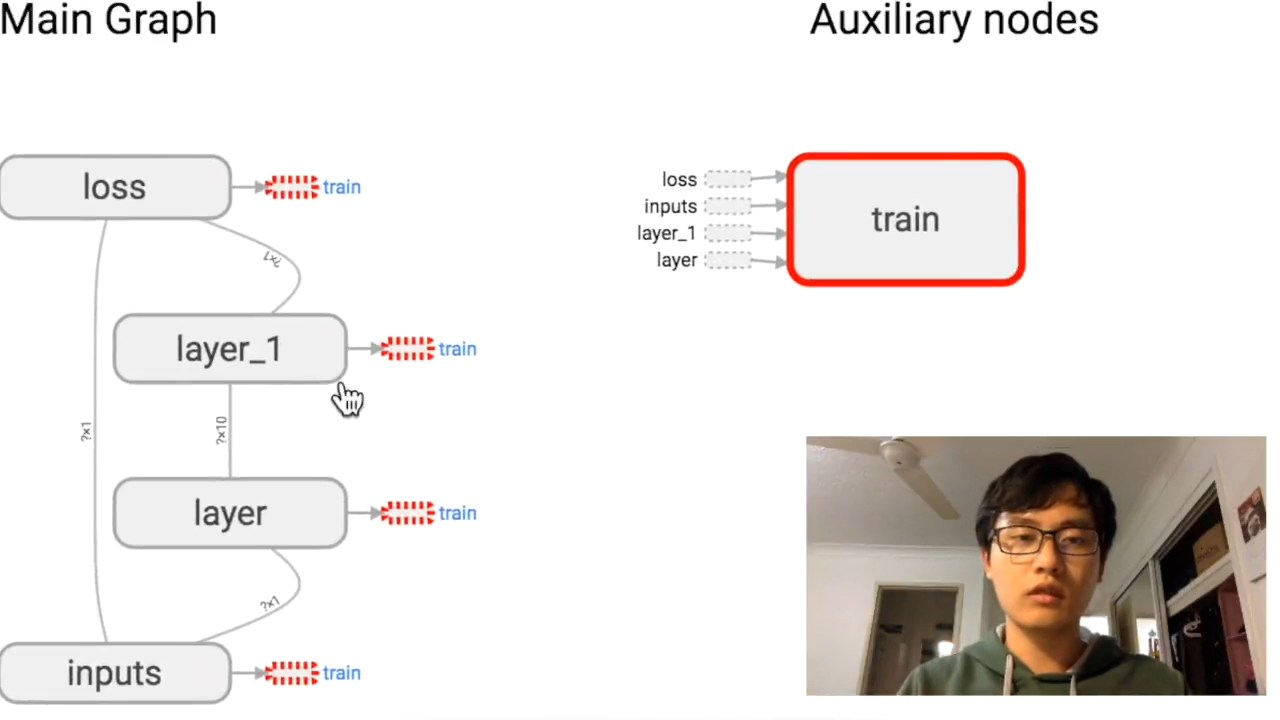 Main Graph
Auxiliary nodes
loss
train
?×1
layer_1
train
?×10
?×1
layer
train
?×1
inputs
train
loss
inputs
layer_1
layer
train